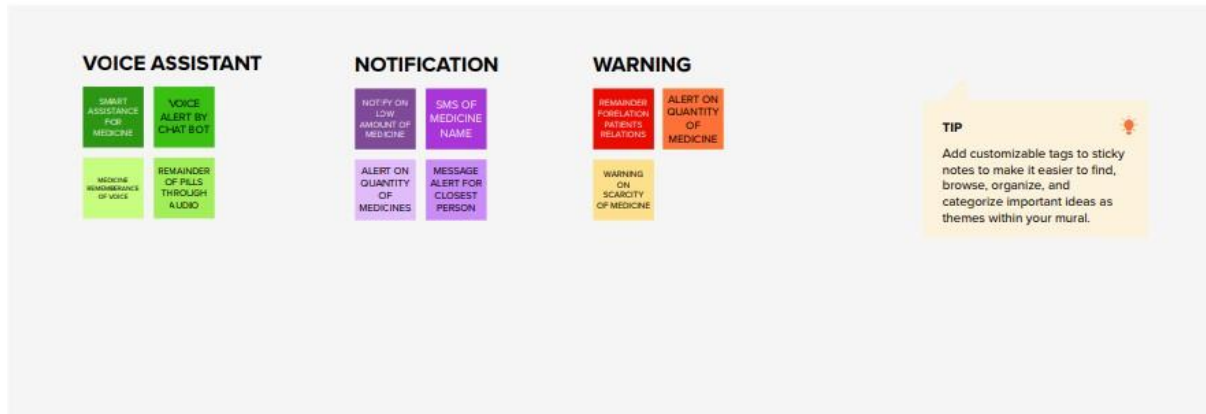 VOICE ASSISTANT
SMART
ASSISTANCE
FOR
MEDICINE
VOICE
ALERT BY
CHAT BOT
MEDICINE
REMEMBERANCE
OF VOICE
REMAINDER
OF PILLS
THROUGH
AUDIO
NOTIFICATION
NOTIFY ON
LOW
AMOUNT OF
MEDICINE
SMS OF
MEDICINE
NAME
ALERT ON
QUANTITY
OF
MEDICINES
MESSAGE
ALERT FOR
CLOSEST
PERSON
WARNING
REMAINDER
FORELATION
PATIENTS
RELATIONS
ALERT ON
QUANTITY
OF
MEDICINE
WARNING
ON
SCARCITY
OF MEDICINE
TIP
Add customizable tags to sticky
notes to make it easier to find,
browse, organize, and
categorize important ideas as
themes within your mural.